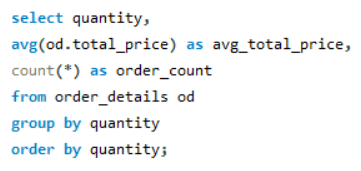 select quantity,
avg(od.total_price) as avg_total_price,
count(*) as order_count
from order_details od
group by quantity
order by quantity;